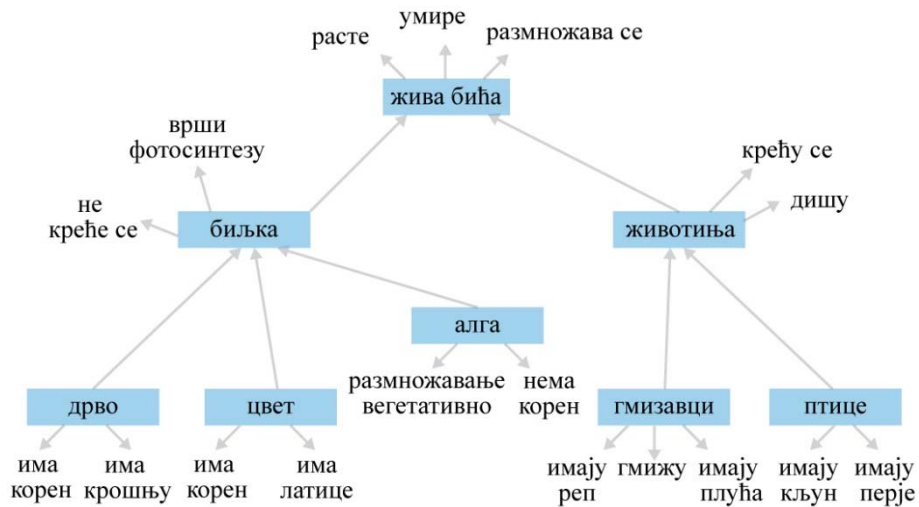 умире
расте
размножава се
жива бића
врши
фотосинтезу
крећу се
не
креће се
дишу
биљка
животиња
алга
размножавање
вегетативно
нема
корен
дрво
цвет
гмизавци
птице
има
корен
има
крошњу
има
корен
има
латице
имају
реп
гмижу
имају
плућа
имају
кљун
имају
перје